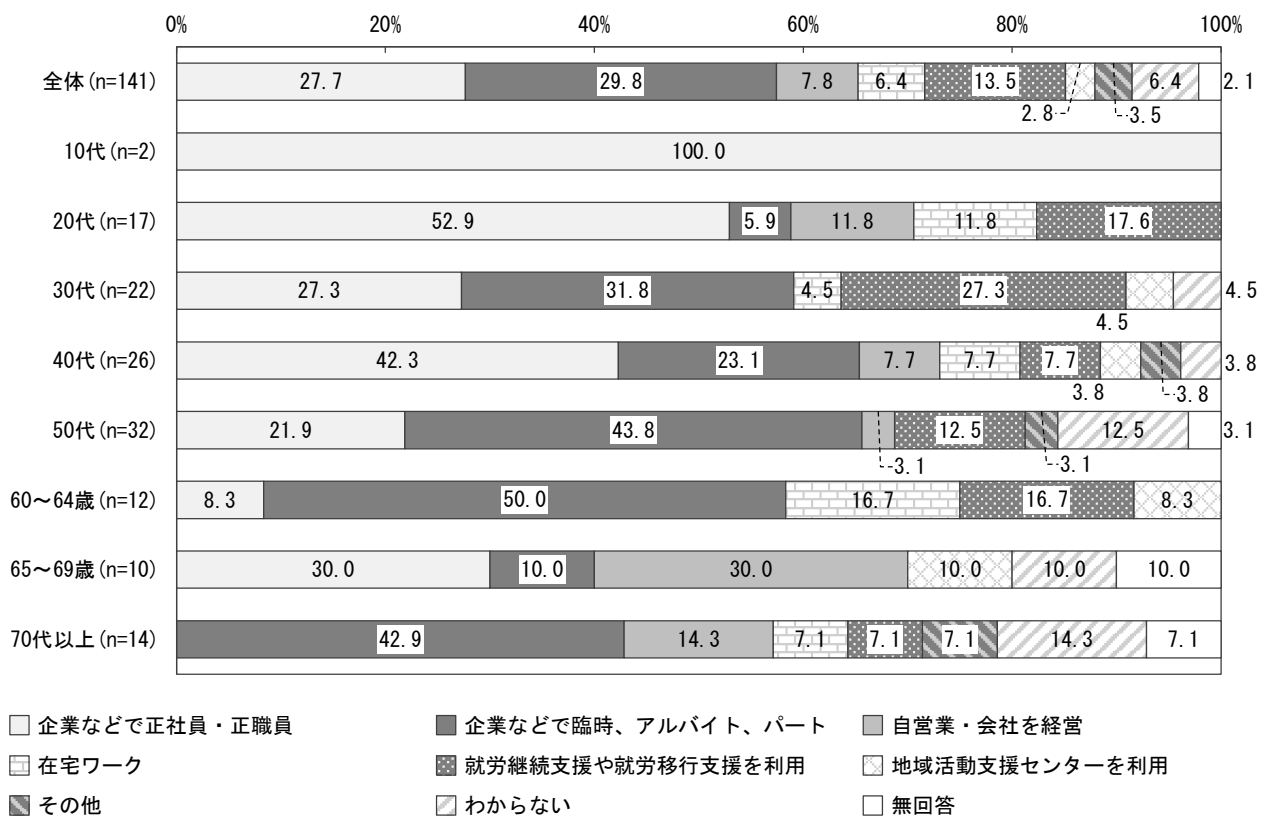 0% 20% 40% 60% 80% 100%
全体(n=141) 27.7 29.8 7.8 6.4 13.5 6.4 2.1
2.8 3.5
10代(n=2) 100.0
20代(n=17) 52.9 5.9 11.8 11.8 17.6
30代(n=22) 27.3 31.8 4.5 27.3 4.5
4.5
40代(n=26) 42.3 23.1 7.7 7.7 7.7 3.8
3.8 3.8
50代(n=32) 21.9 43.8 12.5 12.5 3.1
3.1 3.1
60～64歳(n=12) 8.3 50.0 16.7 16.7 8.3
65～69歳(n=10) 30.0 10.0 30.0 10.0 10.0 10.0
70代以上(n=14) 42.9 14.3 7.1 7.1 7.1 14.3 7.1
企業などで正社員・正職員 企業などで臨時、アルバイト、パート 自営業・会社を経営
在宅ワーク 就労継続支援や就労移行支援を利用 地域活動支援センターを利用
その他 わからない 無回答